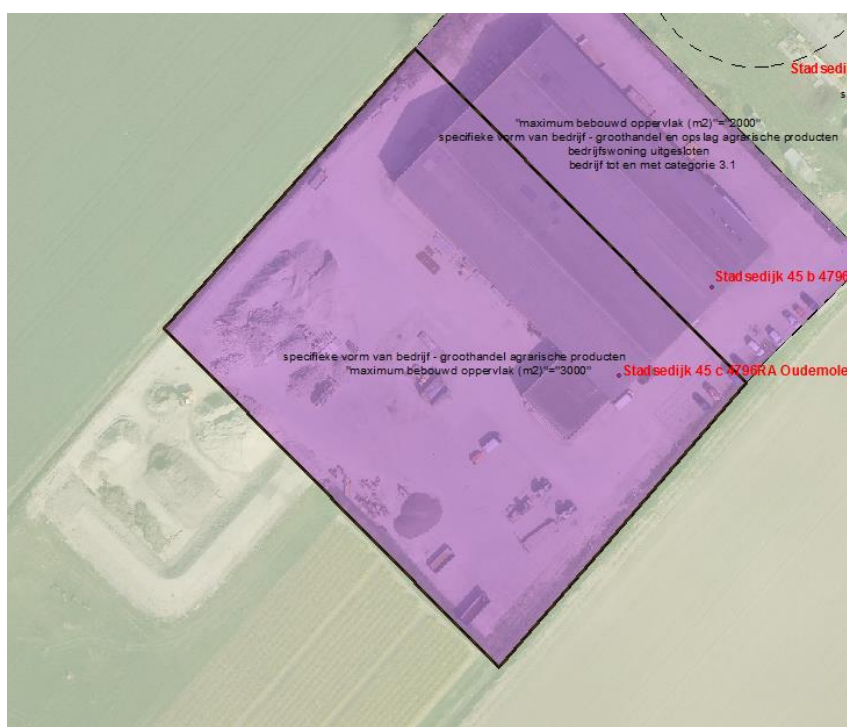 Stadsedij
s
"maximum bebouwd oppervlak (m2)"="2000"
specifieke vorm van bedrijf - groothandel en opslag agrarische producten
bedrijfswoning uitgesloten
bedrijf tot en met categorie 3.1
Stadsedijk 45 b 4796
specifieke vorm van bedrijf - groothandel agrarische producten
"maximum bebouwd oppervlak (m2)"="3000"
Stadsedijk 45 c 4796RA Oudemole